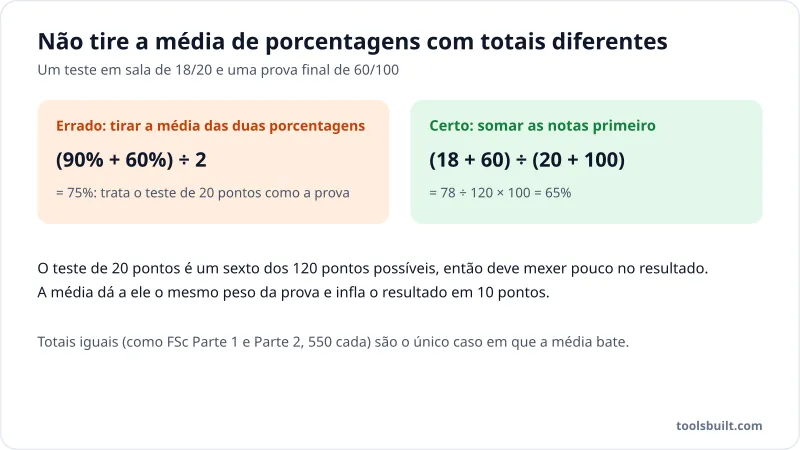 Não tire a média de porcentagens com totais diferentes
Um teste em sala de 18/20 e uma prova final de 60/100
Errado: tirar a média das duas porcentagens
(90% + 60%) ÷ 2
= 75%: trata o teste de 20 pontos como a prova
Certo: somar as notas primeiro
(18 + 60) ÷ (20 + 100)
= 78 ÷ 120 × 100 = 65%
O teste de 20 pontos é um sexto dos 120 pontos possíveis, então deve mexer pouco no resultado.
A média dá a ele o mesmo peso da prova e infla o resultado em 10 pontos.
Totais iguais (como FSc Parte 1 e Parte 2, 550 cada) são o único caso em que a média bate.
toolsbuilt.com